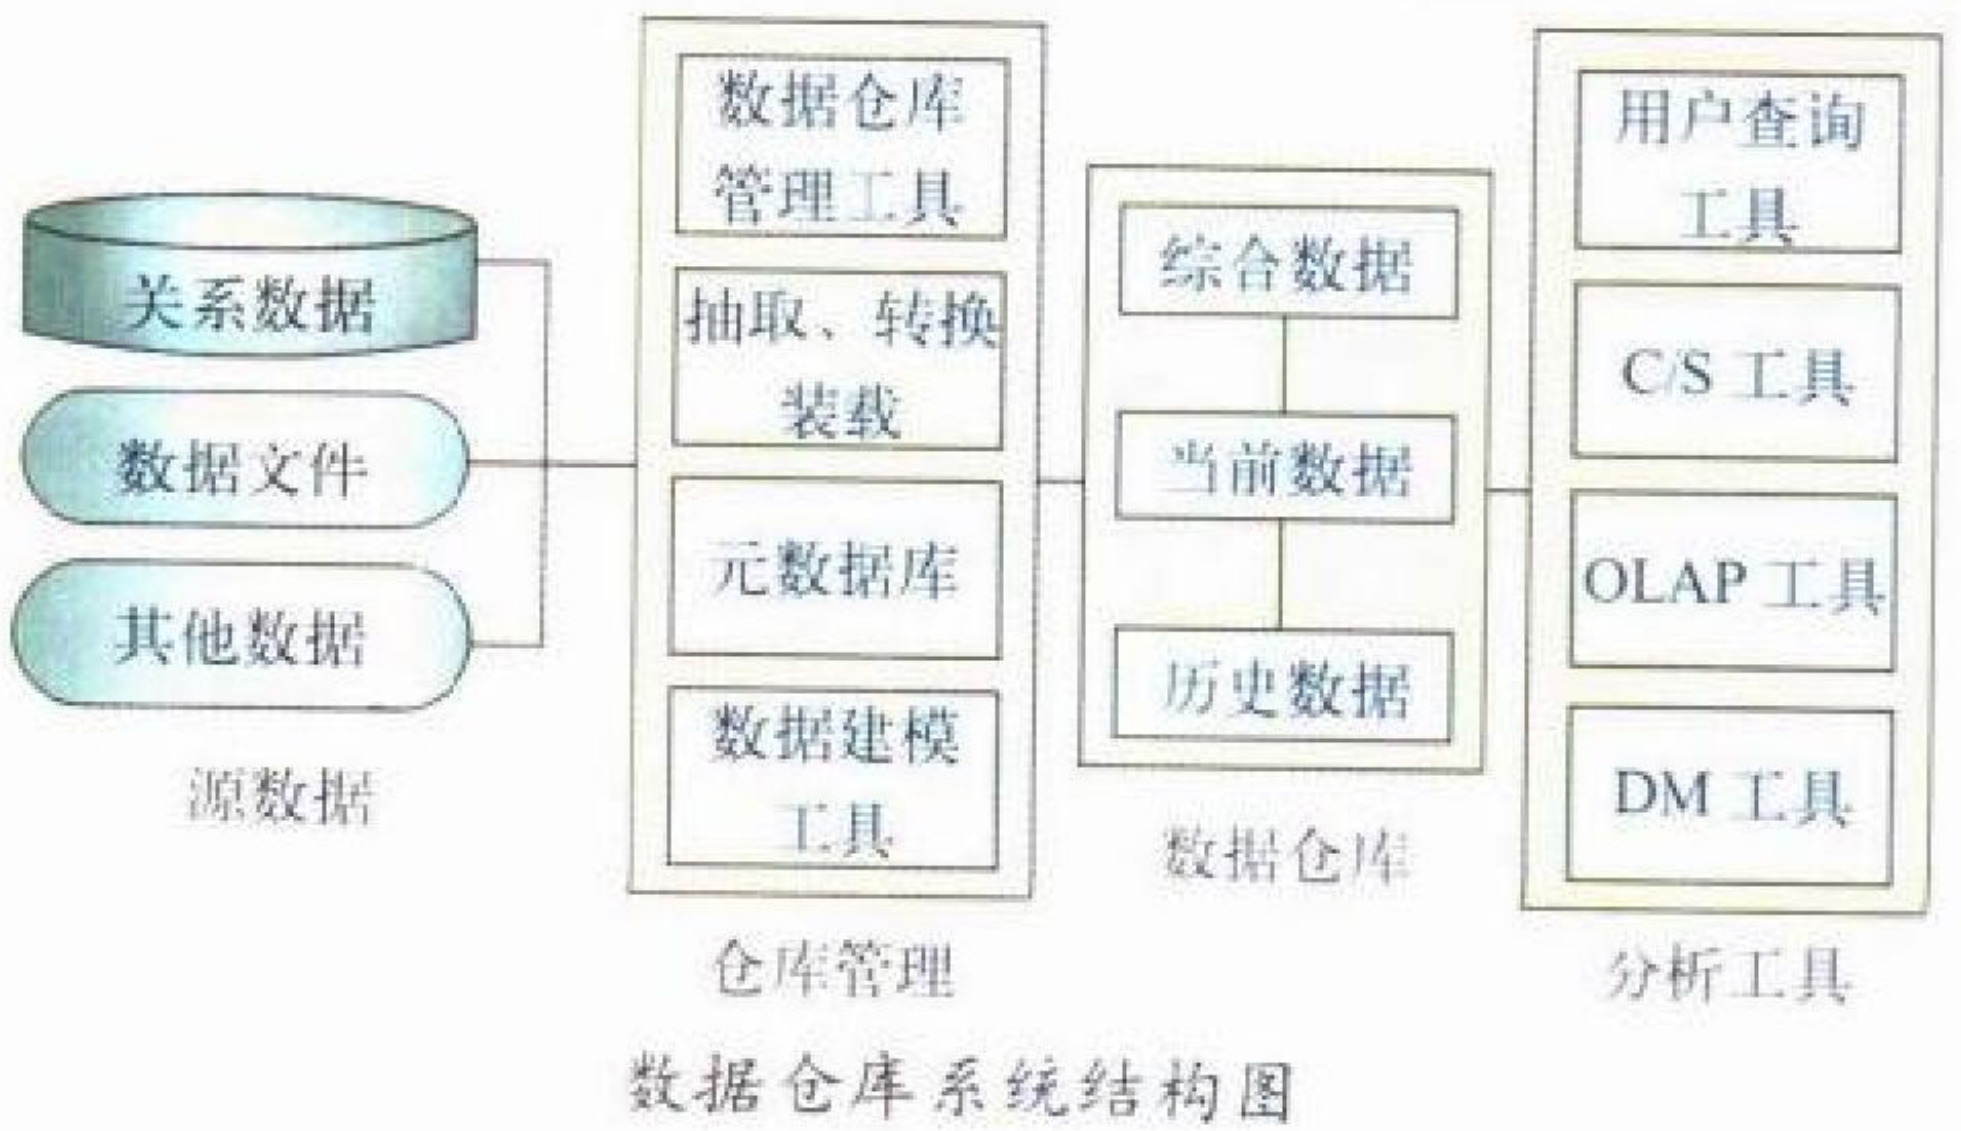 关系数据
数据文件
其他数据
源数据
数据仓库
管理工具
抽取、转换
装载
元数据库
数据建模
工具
仓库管理
综合数据
当前数据
历史数据
数据仓库
用户查询
工具
C/S 工具
OLAP 工具
DM 工具
分析工具
数据仓库系统结构图